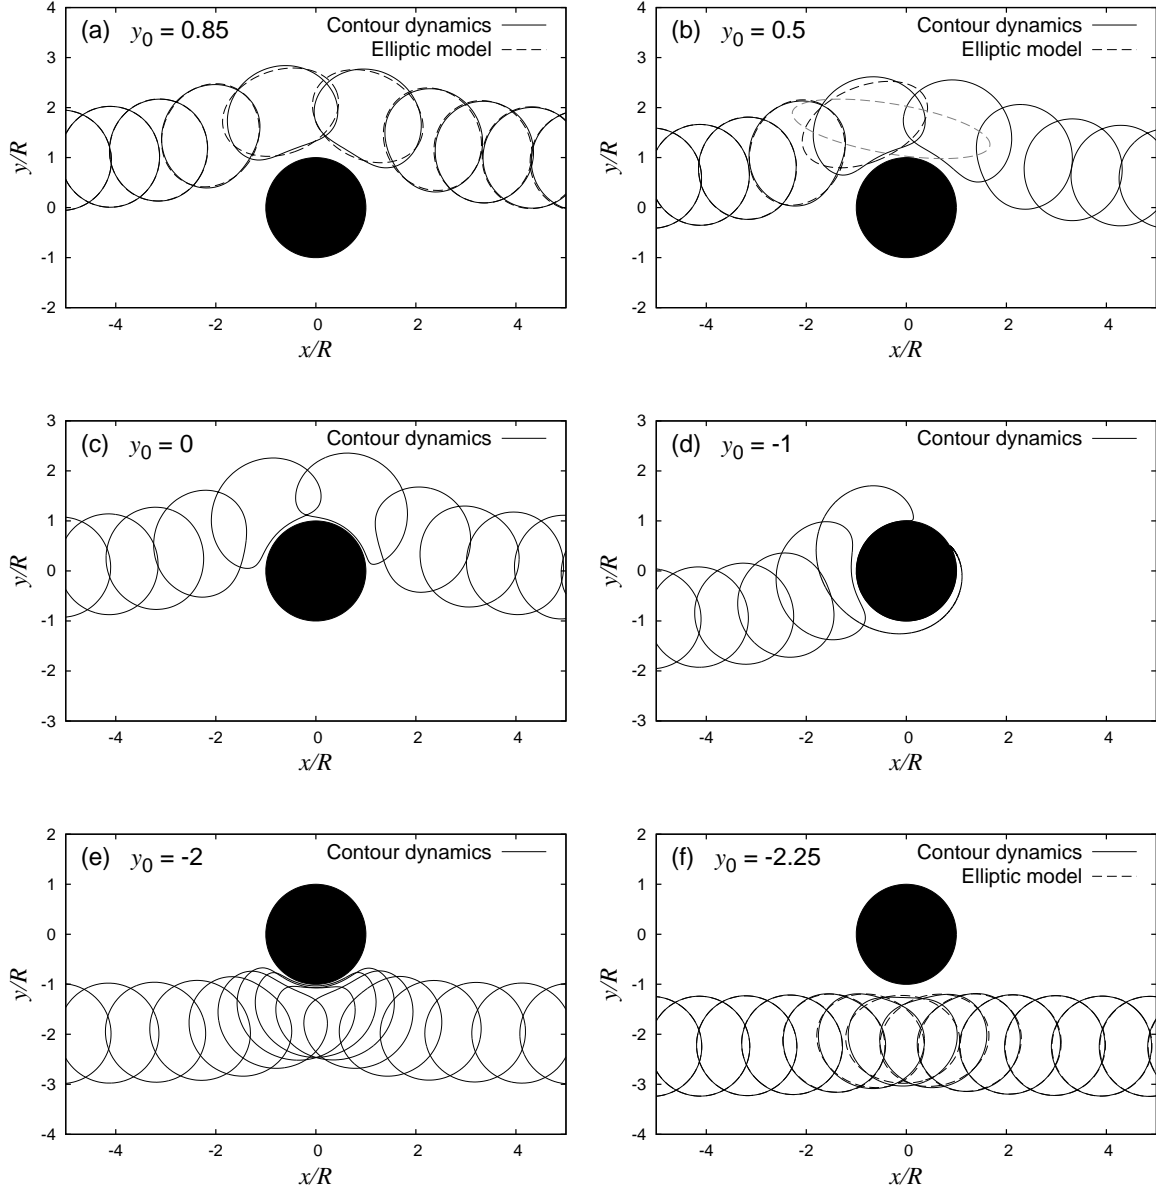 (a) y0 = 0.85
Contour dynamics
Elliptic model
4
3
2
1
0
-1
-2
y/R
-4 -2 0 2 4
x/R
(b) y0 = 0.5
Contour dynamics
Elliptic model
4
3
2
1
0
-1
-2
y/R
-4 -2 0 2 4
x/R
(c) y0 = 0
Contour dynamics
3
2
1
0
-1
-2
-3
y/R
-4 -2 0 2 4
x/R
(d) y0 = -1
Contour dynamics
3
2
1
0
-1
-2
-3
y/R
-4 -2 0 2 4
x/R
(e) y0 = -2
Contour dynamics
2
1
0
-1
-2
-3
-4
y/R
-4 -2 0 2 4
x/R
(f) y0 = -2.25
Contour dynamics
Elliptic model
2
1
0
-1
-2
-3
-4
y/R
-4 -2 0 2 4
x/R